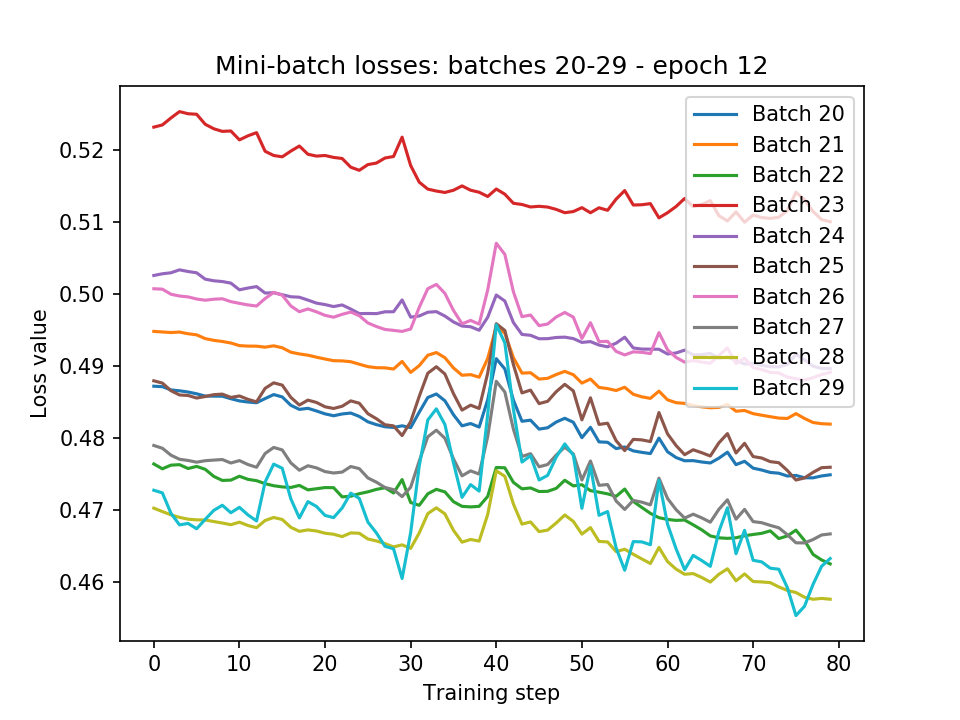 Mini-batch losses: batches 20-29 - epoch 12
Loss value
0.52
0.51
0.50
0.49
0.48
0.47
0.46
Batch 20
Batch 21
Batch 22
Batch 23
Batch 24
Batch 25
Batch 26
Batch 27
Batch 28
Batch 29
0 10 20 30 40 50 60 70 80
Training step